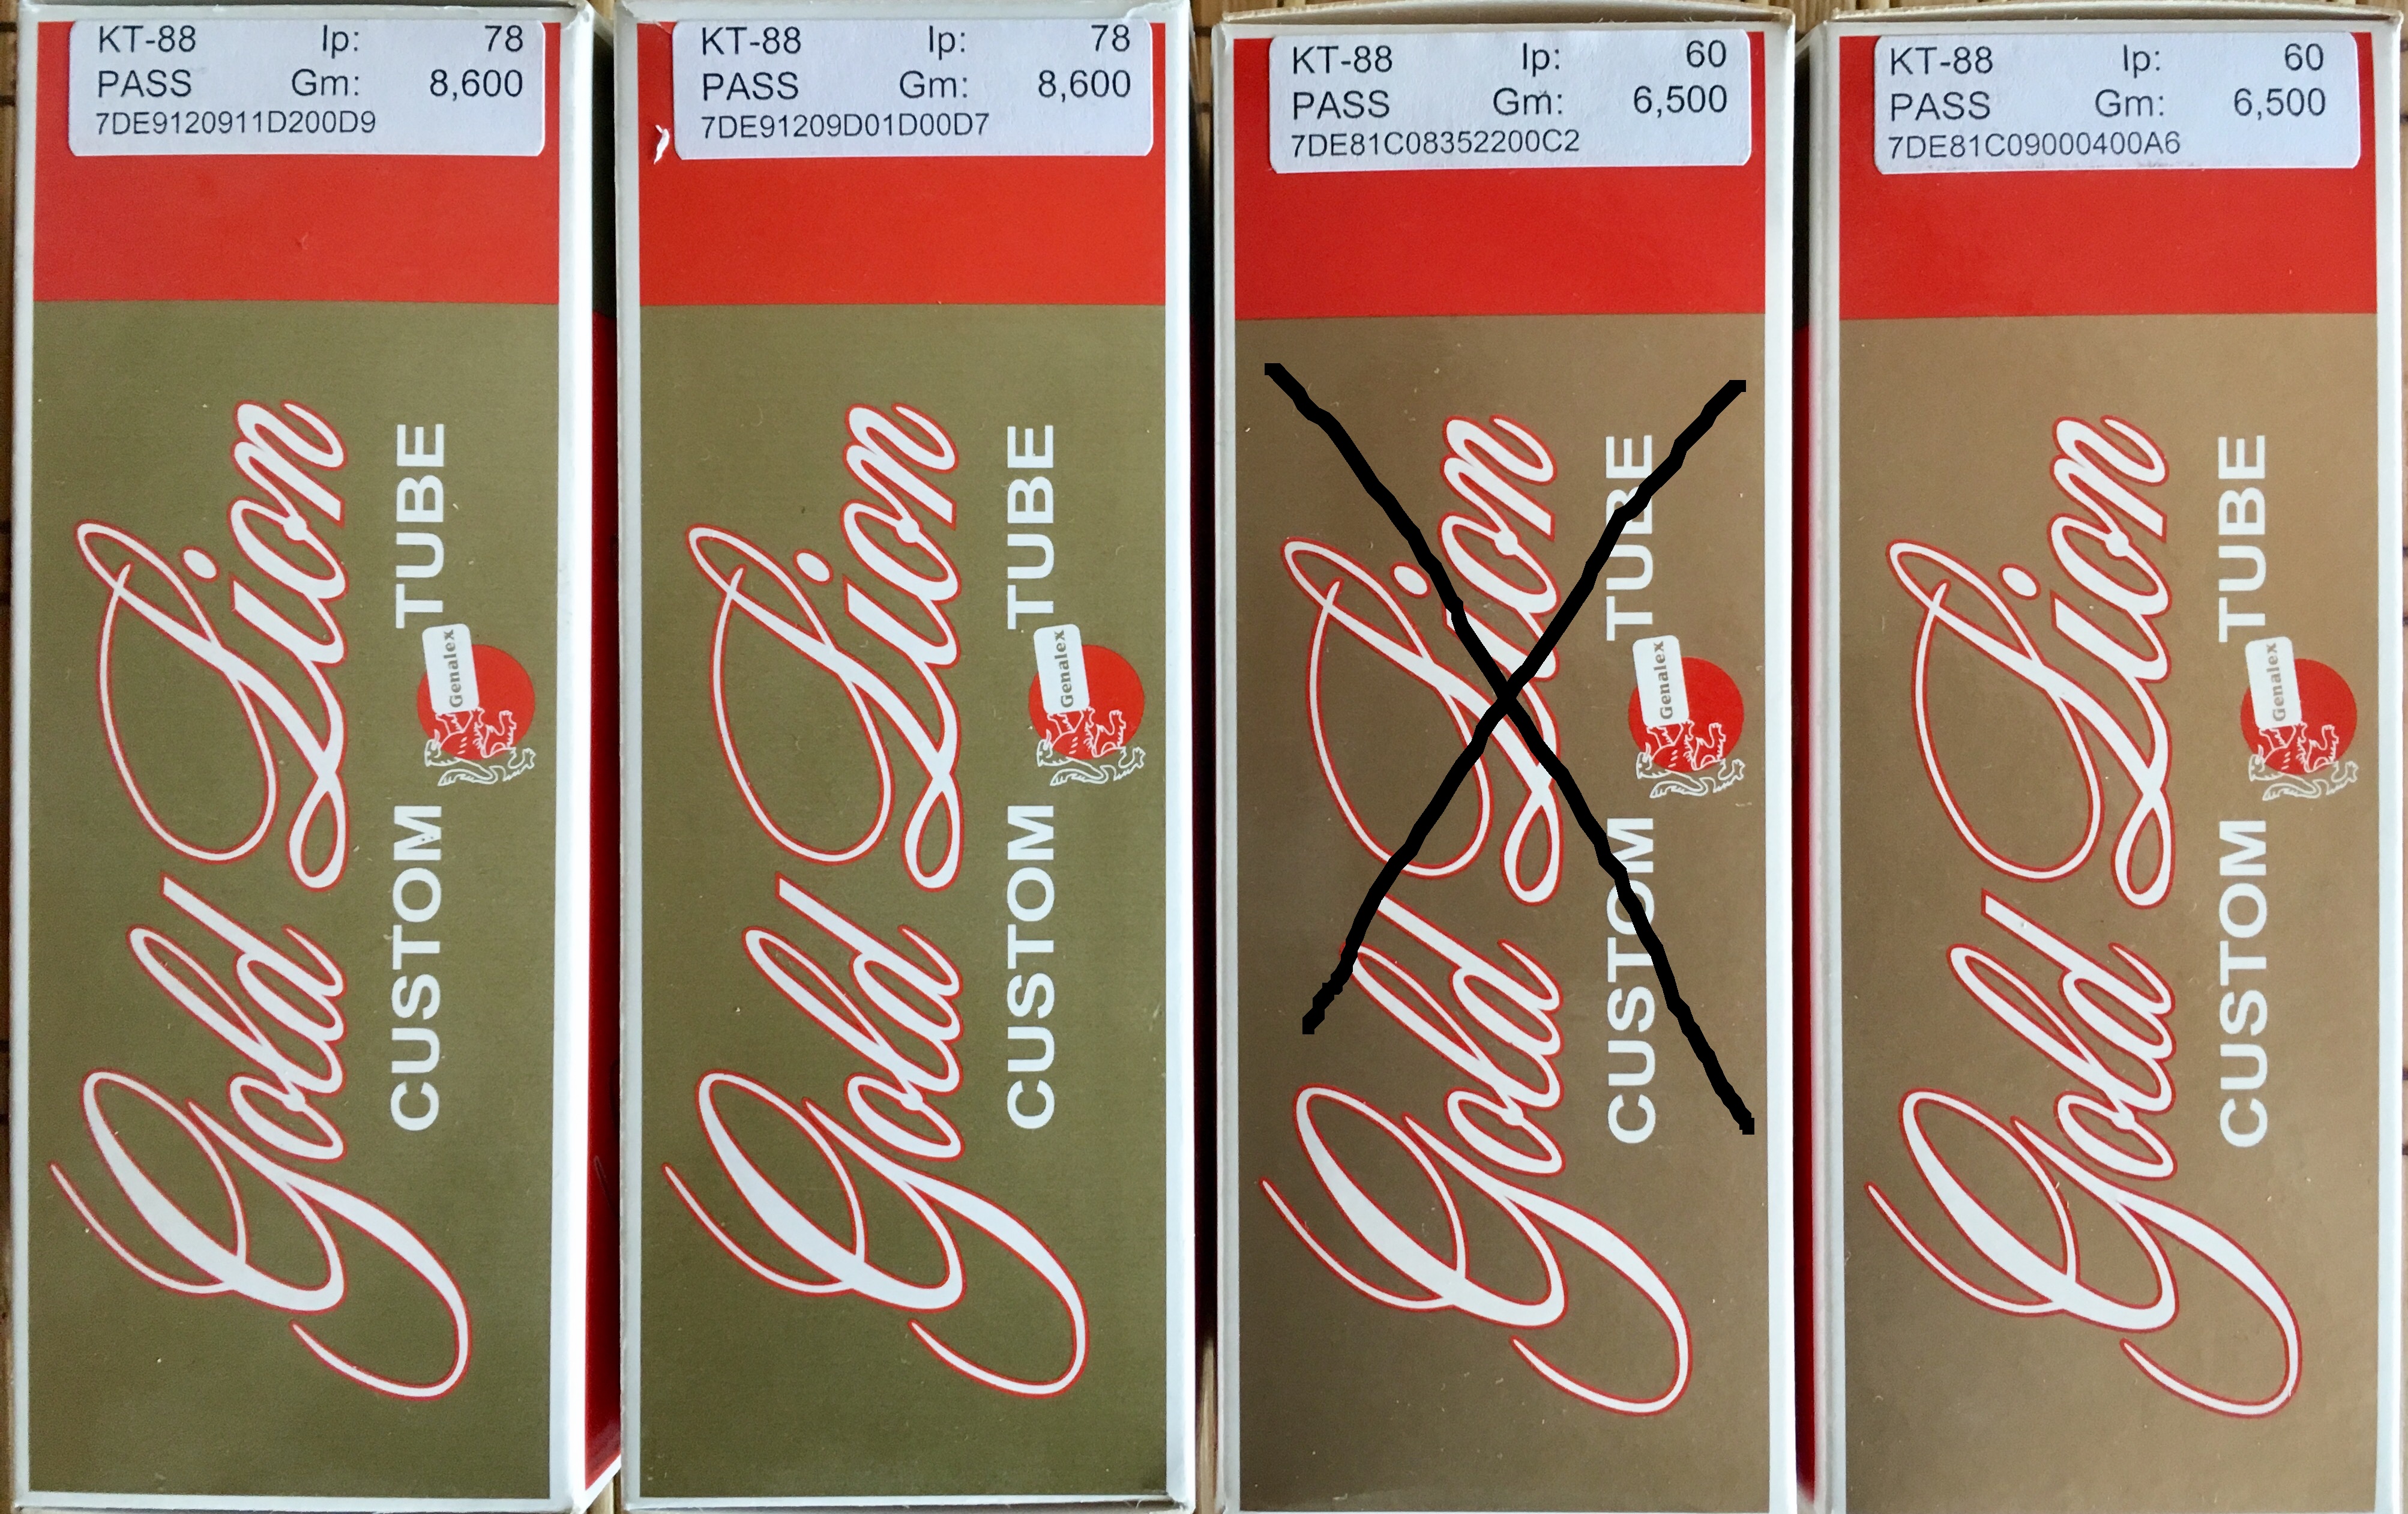 KT-88 Ip: 78
PASS Gm: 8,600
7DE9120911D200D9
Gold Lion
CUSTOM TUBE
Genalex
KT-88 Ip: 78
PASS Gm: 8,600
7DE91209D01D00D7
Gold Lion
CUSTOM TUBE
Genalex
KT-88 Ip: 60
PASS Gm: 6,500
7DE81C08352200C2
Gold Lion
CUSTOM TUBE
Genalex
KT-88 Ip: 60
PASS Gm: 6,500
7DE81C09000400A6
Gold Lion
CUSTOM TUBE
Genalex